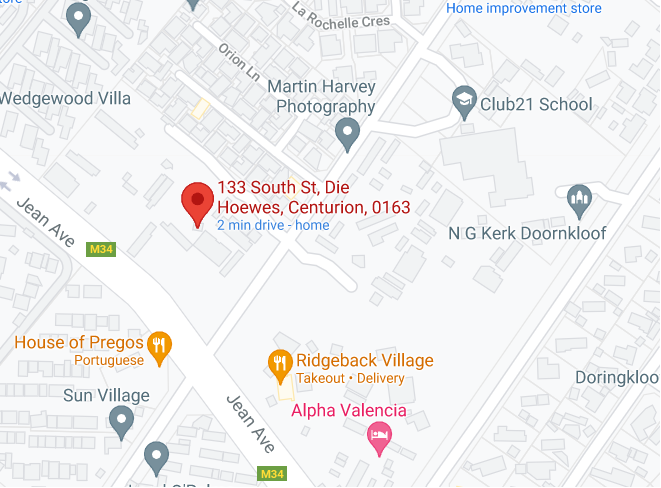 La Rochelle Cres
Home improvement store
Orion Ln
Martin Harvey
Photography
Wedgewood Villa
Club21 School
133 South St, Die
Hoewes, Centurion, 0163
2 min drive - home
Jean Ave
M34
N G Kerk Doornkloof
House of Pregos
Portuguese
Ridgeback Village
Takeout • Delivery
Doringkloo
Sun Village
Alpha Valencia
Jean Ave
M34